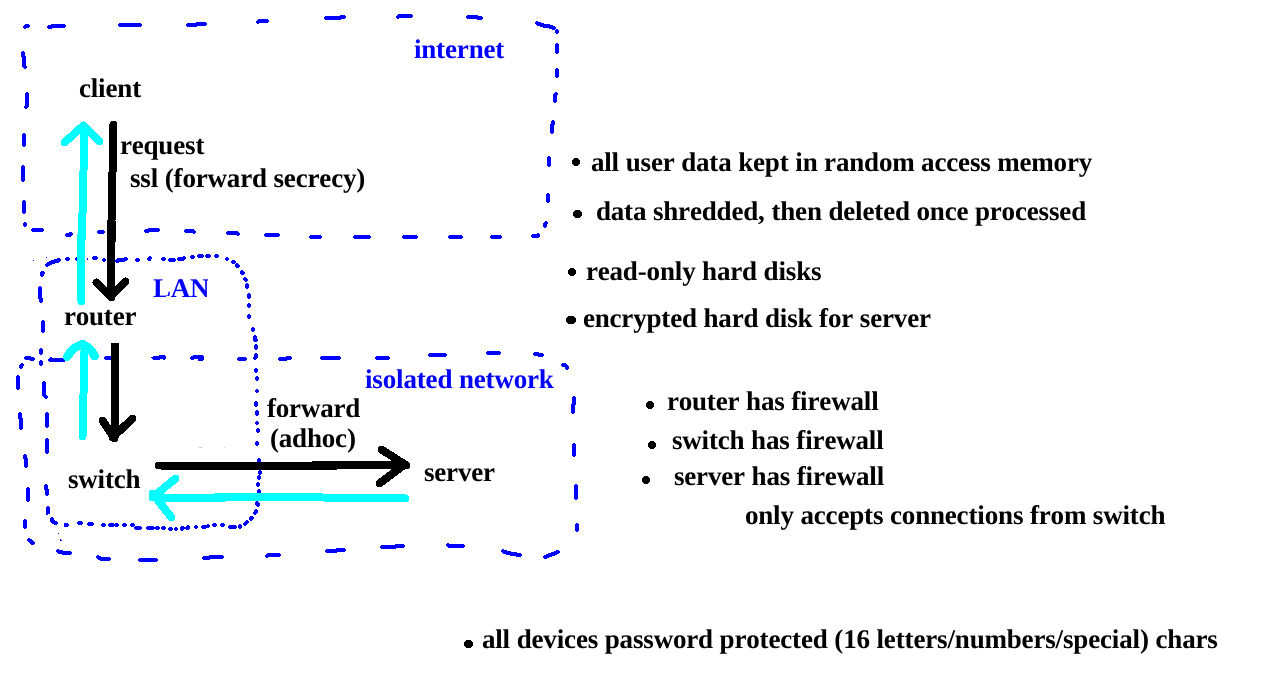 internet
client
request
ssl (forward secrecy)
LAN
router
isolated network
forward
(adhoc)
switch
server
• all user data kept in random access memory
• data shredded, then deleted once processed
• read-only hard disks
• encrypted hard disk for server
• router has firewall
• switch has firewall
• server has firewall
only accepts connections from switch
• all devices password protected (16 letters/numbers/special) chars